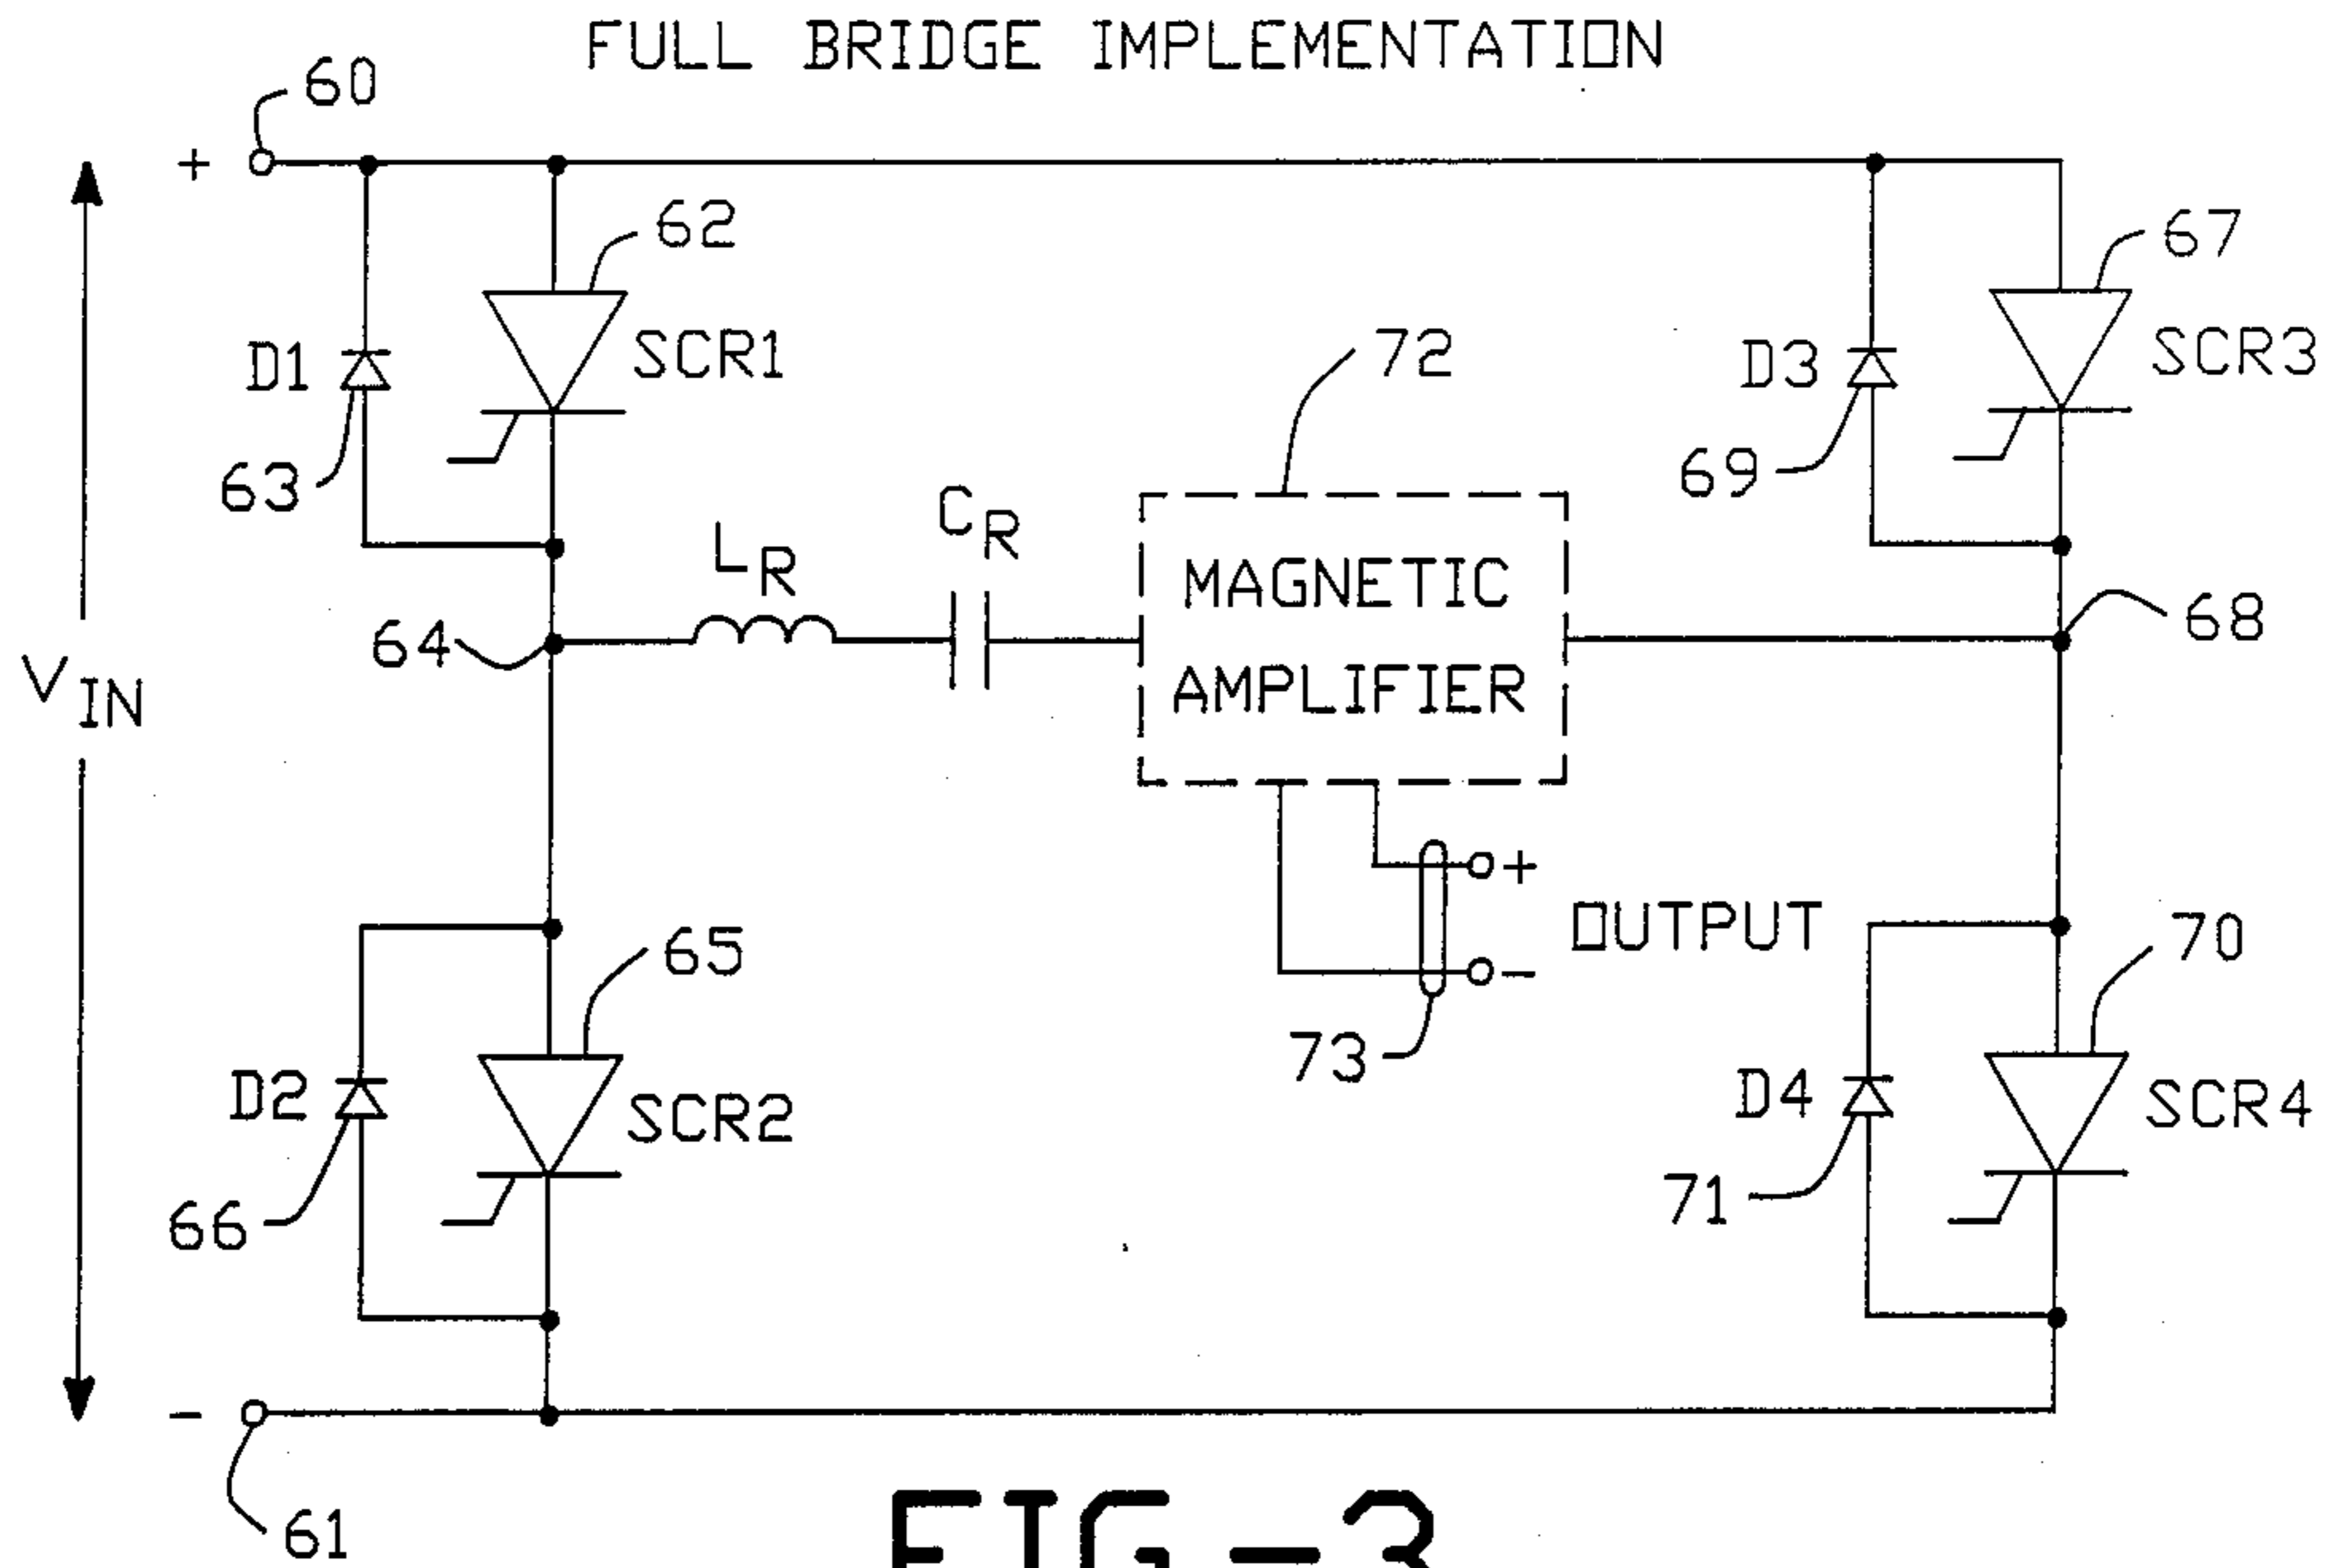 FULL BRIDGE IMPLEMENTATION
60
+
62
67
D1
SCR1
72
D3
SCR3
63
69
LR
CR
MAGNETIC
AMPLIFIER
64
68
VIN
+
OUTPUT
-
65
70
73
D2
SCR2
D4
SCR4
66
71
-
61
FIG-3